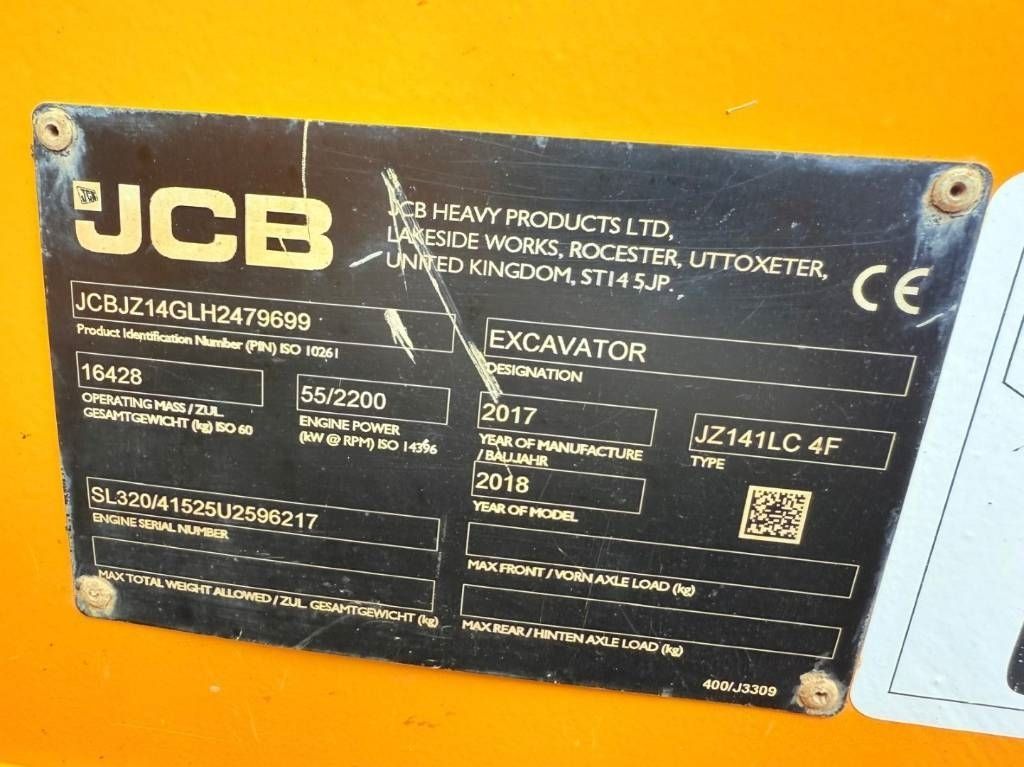 JCB
JCB HEAVY PRODUCTS LTD,
LAKESIDE WORKS, ROCESTER, UTTOXETER,
UNITED KINGDOM, ST14 5JP.
CE
JCBJZ14GLH2479699
Product Identification Number (PIN) ISO 10261
EXCAVATOR
DESIGNATION
16428
OPERATING MASS / ZUL.
GESAMTGEWICHT (kg) ISO 60
55/2200
ENGINE POWER
(kW @ RPM) ISO 14396
2017
YEAR OF MANUFACTURE
/ BAUJAHR
JZ141LC 4F
TYPE
2018
YEAR OF MODEL
SL320/41525U2596217
ENGINE SERIAL NUMBER
MAX FRONT / VORN AXLE LOAD (kg)
MAX TOTAL WEIGHT ALLOWED / ZUL. GESAMTGEWICHT (kg)
MAX REAR / HINTEN AXLE LOAD (kg)
400/J3309